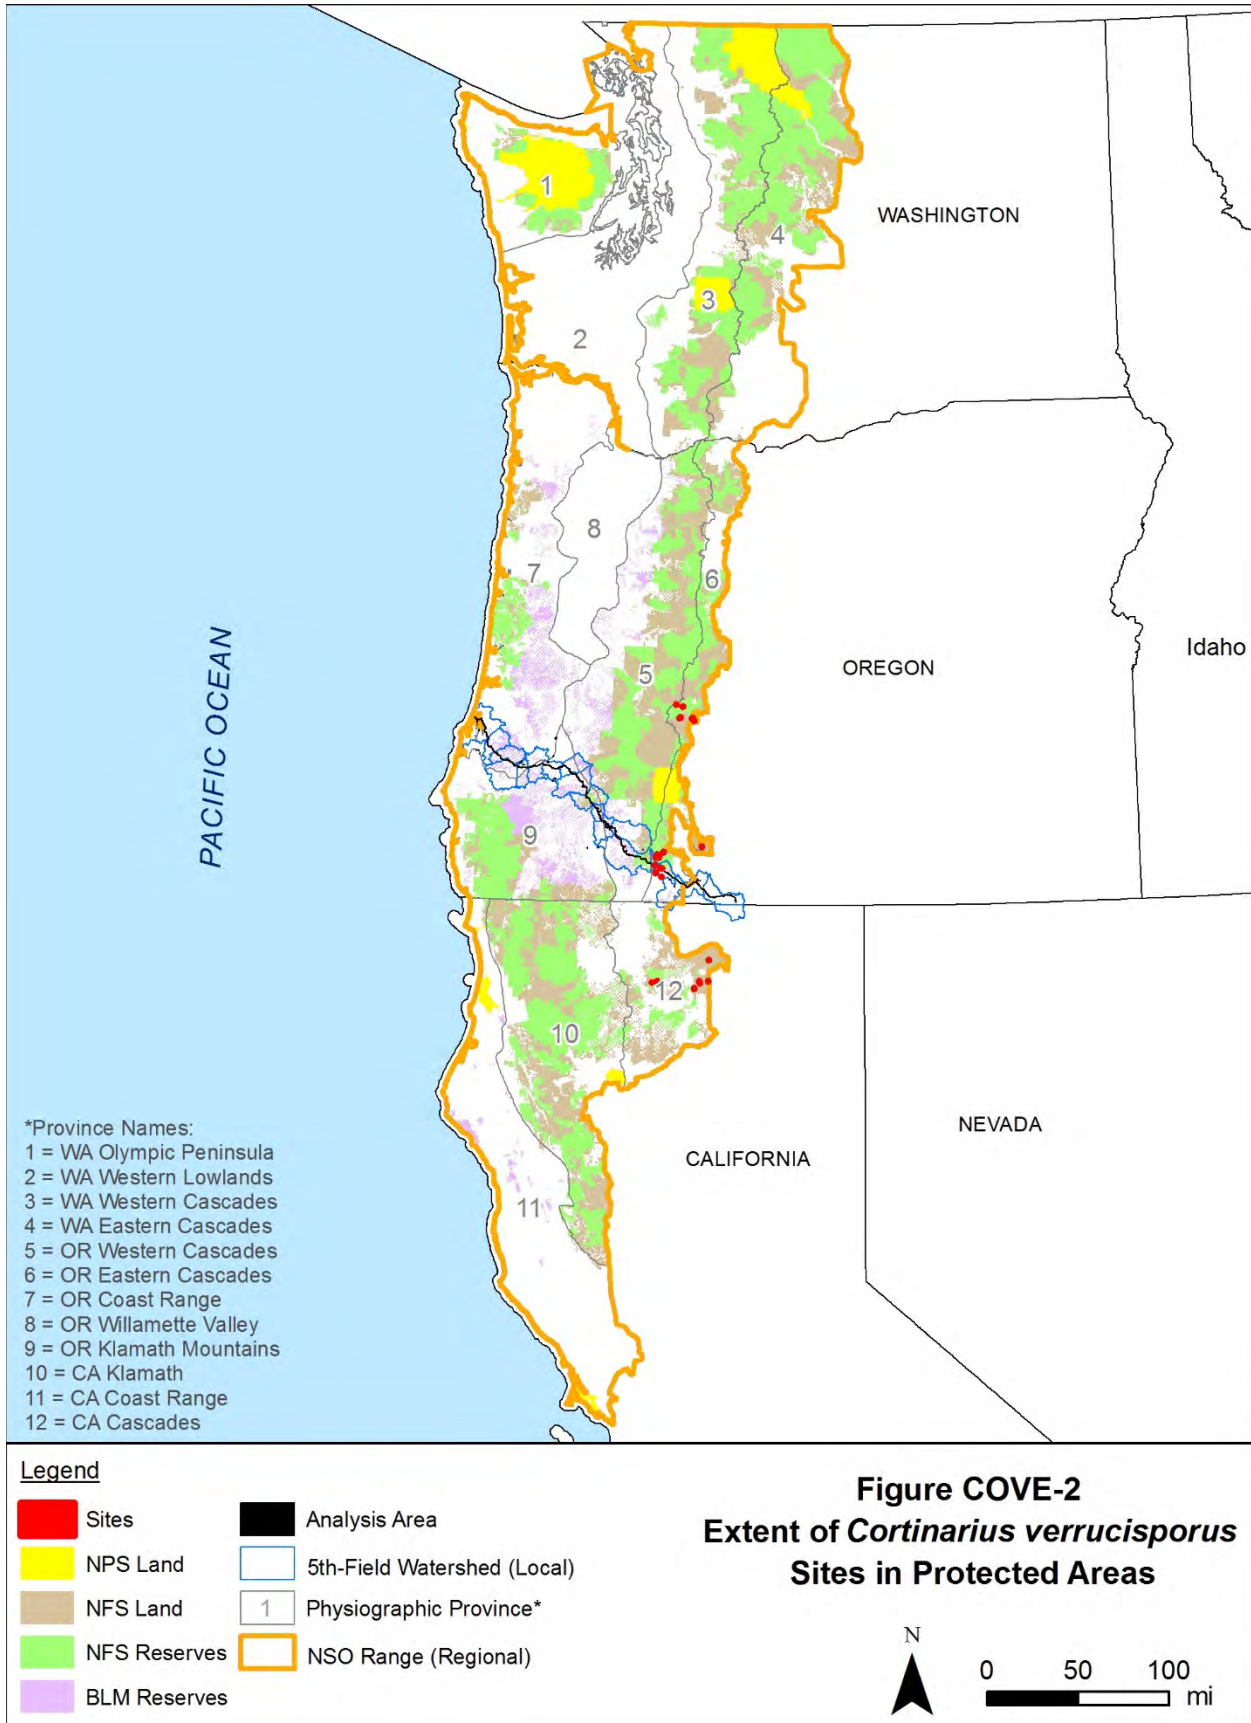 WASHINGTON
1
4
3
2
8
7
6
5
Idaho
OREGON
PACIFIC OCEAN
9
12
10
NEVADA
CALIFORNIA
11
*Province Names:
1 = WA Olympic Peninsula
2 = WA Western Lowlands
3 = WA Western Cascades
4 = WA Eastern Cascades
5 = OR Western Cascades
6 = OR Eastern Cascades
7 = OR Coast Range
8 = OR Willamette Valley
9 = OR Klamath Mountains
10 = CA Klamath
11 = CA Coast Range
12 = CA Cascades
Legend
Sites
NPS Land
NFS Land
NFS Reserves
BLM Reserves
Analysis Area
5th-Field Watershed (Local)
1 Physiographic Province*
NSO Range (Regional)
Figure COVE-2
Extent of Cortinarius verrucisporus
Sites in Protected Areas
N
0 50 100
mi